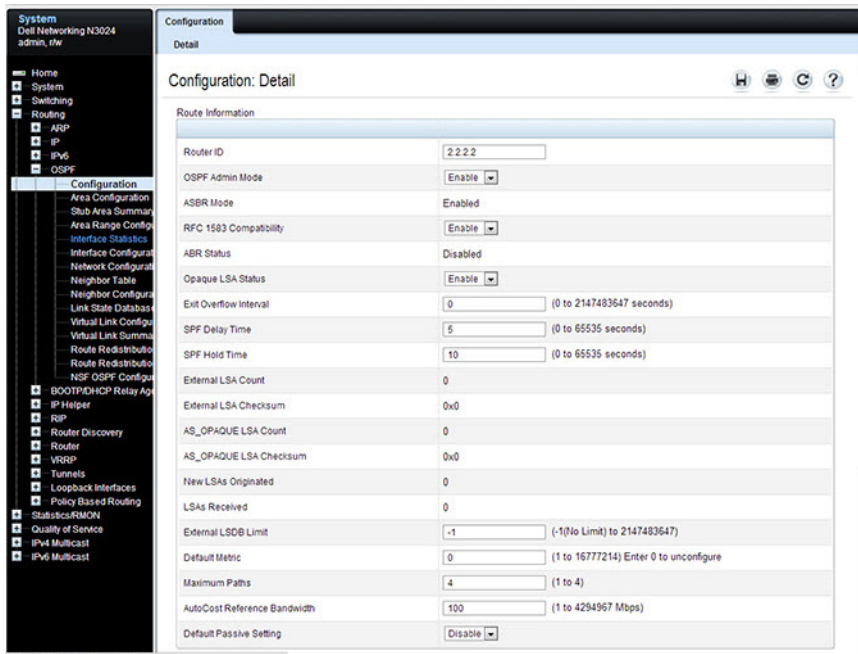 System
Dell Networking N3024
admin, r/w
Home
System
Switching
Routing
ARP
IP
IPv6
OSPF
Configuration
Area Configuration
Stub Area Summary
Area Range Config
Interface Statistics
Interface Configurat
Network Configurati
Neighbor Table
Neighbor Configura
Link State Database
Virtual Link Configu
Virtual Link Summa
Route Redistributio
Route Redistributio
NSF OSPF Configur
BOOTP/DHCP Relay Age
IP Helper
RIP
Router Discovery
Router
VRRP
Tunnels
Loopback Interfaces
Policy Based Routing
Statistics/RMON
Quality of Service
IPv4 Multicast
IPv6 Multicast
Configuration
Detail
Configuration: Detail
?
Route Information
Router ID 2.2.2.2
OSPF Admin Mode Enable
ASBR Mode Enabled
RFC 1583 Compatibility Enable
ABR Status Disabled
Opaque LSA Status Enable
Exit Overflow Interval 0 (0 to 2147483647 seconds)
SPF Delay Time 5 (0 to 65535 seconds)
SPF Hold Time 10 (0 to 65535 seconds)
External LSA Count 0
External LSA Checksum 0x0
AS_OPAQUE LSA Count 0
AS_OPAQUE LSA Checksum 0x0
New LSAs Originated 0
LSAs Received 0
External LSDB Limit -1 (-1(No Limit) to 2147483647)
Default Metric 0 (1 to 16777214) Enter 0 to unconfigure
Maximum Paths 4 (1 to 4)
AutoCost Reference Bandwidth 100 (1 to 4294967 Mbps)
Default Passive Setting Disable